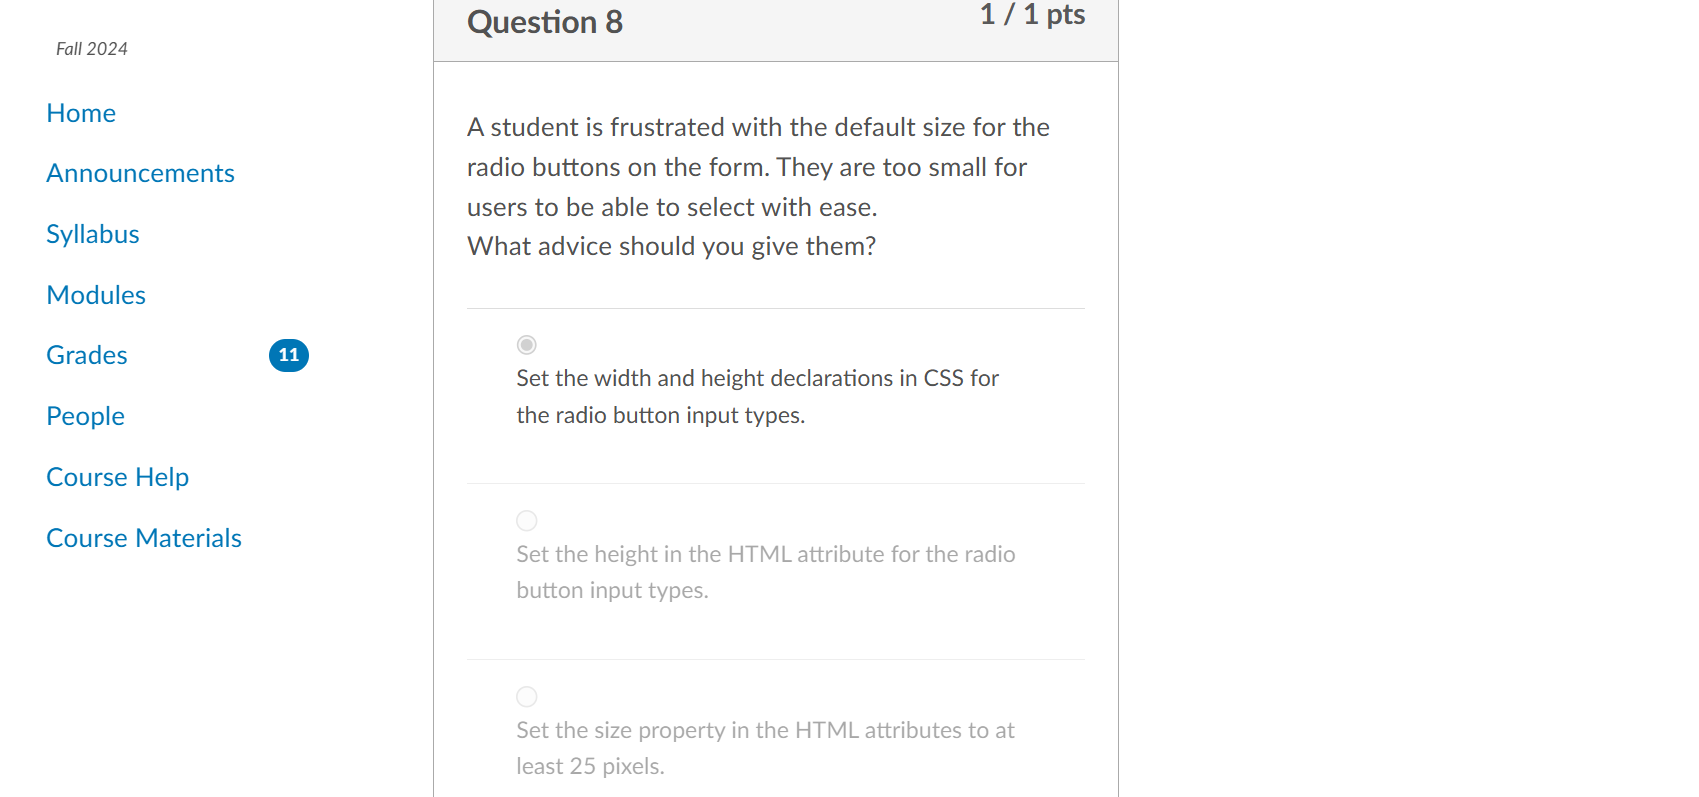 Fall 2024
Home
Announcements
Syllabus
Modules
Grades 11
People
Course Help
Course Materials
Question 8 1 / 1 pts
A student is frustrated with the default size for the
radio buttons on the form. They are too small for
users to be able to select with ease.
What advice should you give them?
Set the width and height declarations in CSS for
the radio button input types.
Set the height in the HTML attribute for the radio
button input types.
Set the size property in the HTML attributes to at
least 25 pixels.